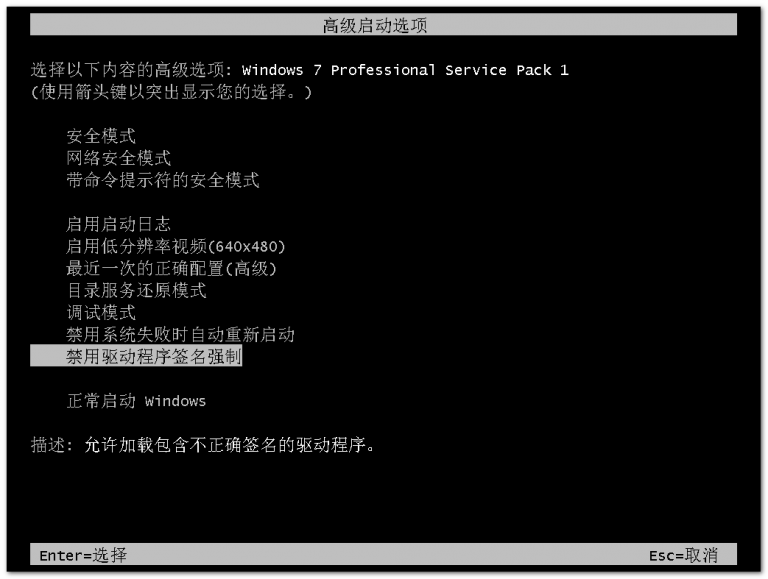 高级启动选项
选择以下内容的高级选项: Windows 7 Professional Service Pack 1
(使用箭头键以突出显示您的选择。)
安全模式
网络安全模式
带命令提示符的安全模式
启用启动日志
启用低分辨率视频(640x480)
最近一次的正确配置(高级)
目录服务还原模式
调试模式
禁用系统失败时自动重新启动
禁用驱动程序签名强制
正常启动 Windows
描述: 允许加载包含不正确签名的驱动程序。
Enter=选择 Esc=取消